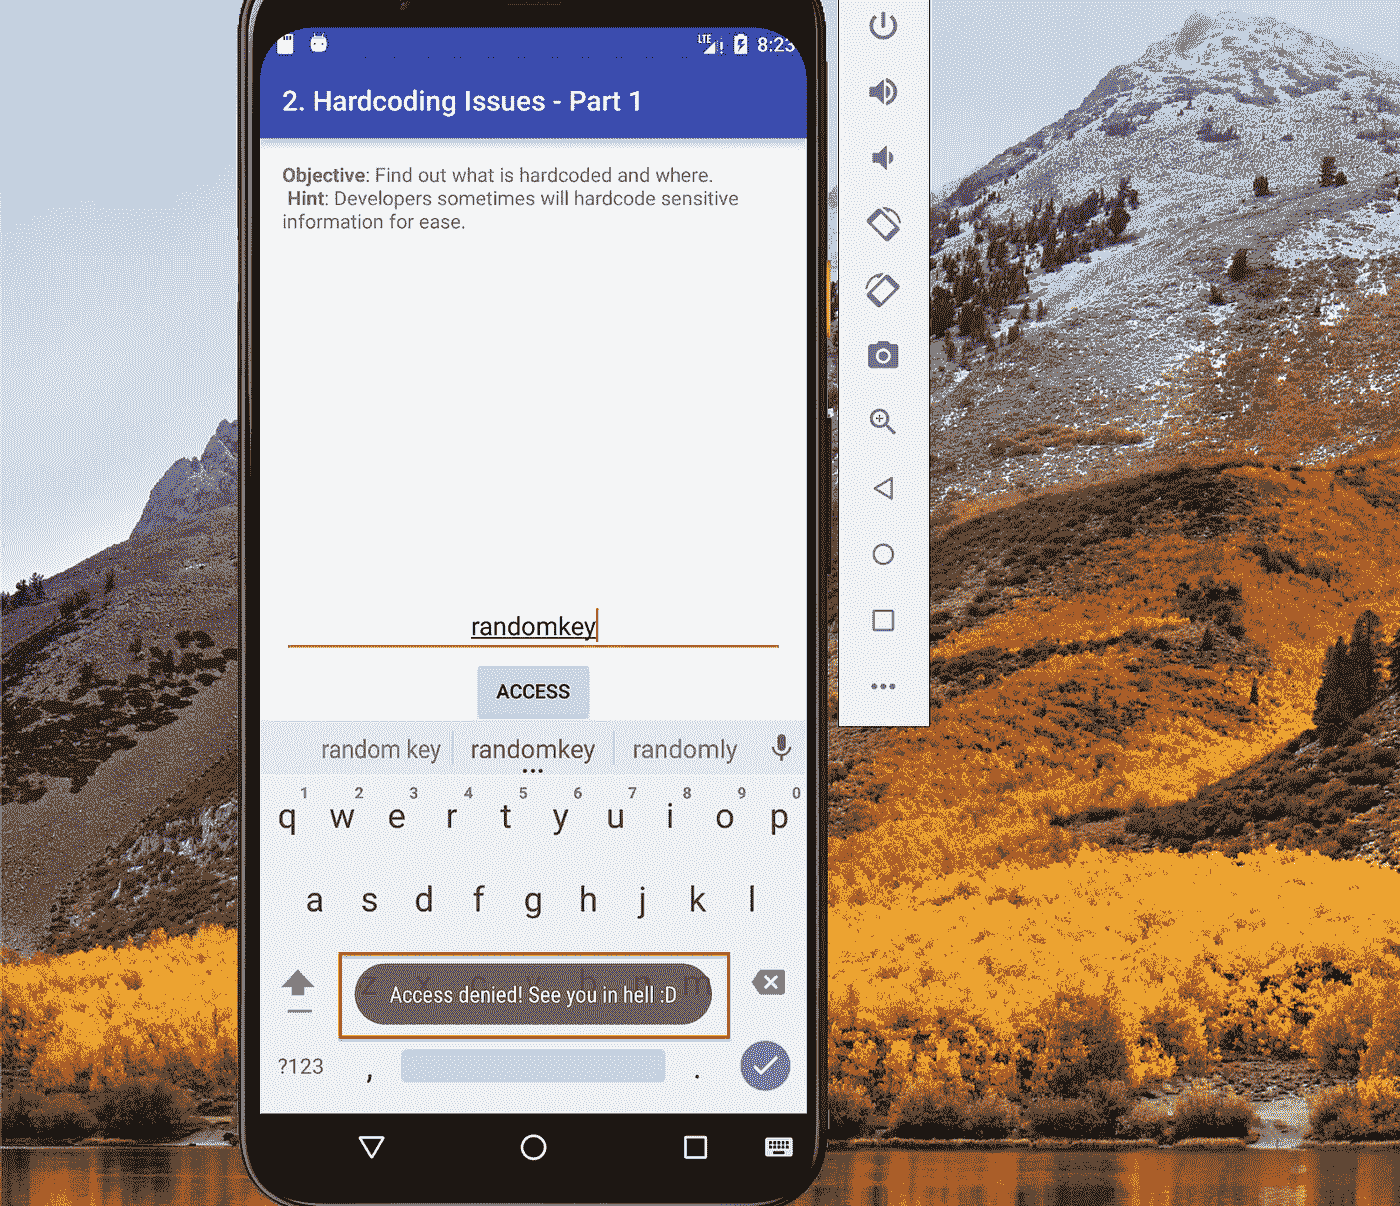 LTE 8:23
2. Hardcoding Issues - Part 1
Objective: Find out what is hardcoded and where.
Hint: Developers sometimes will hardcode sensitive
information for ease.
randomkey
ACCESS
random key randomkey randomly
1 2 3 4 5 6 7 8 9 0
q w e r t y u i o p
a s d f g h j k l
Access denied! See you in hell :D
?123 , .